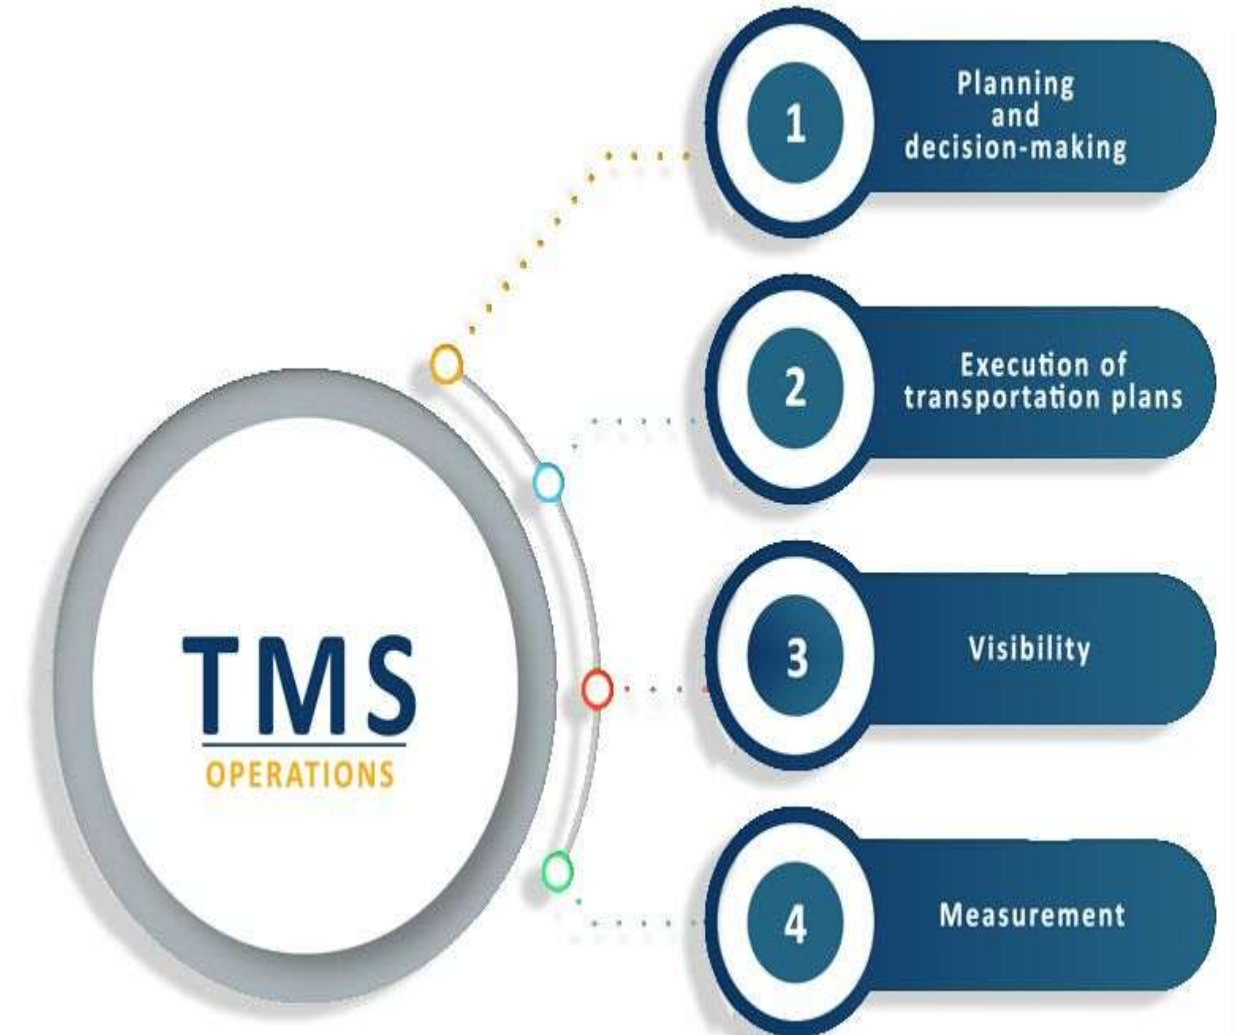 TMS
OPERATIONS
1
Planning
and
decision-making
2
Execution of
transportation plans
3
Visibility
4
Measurement